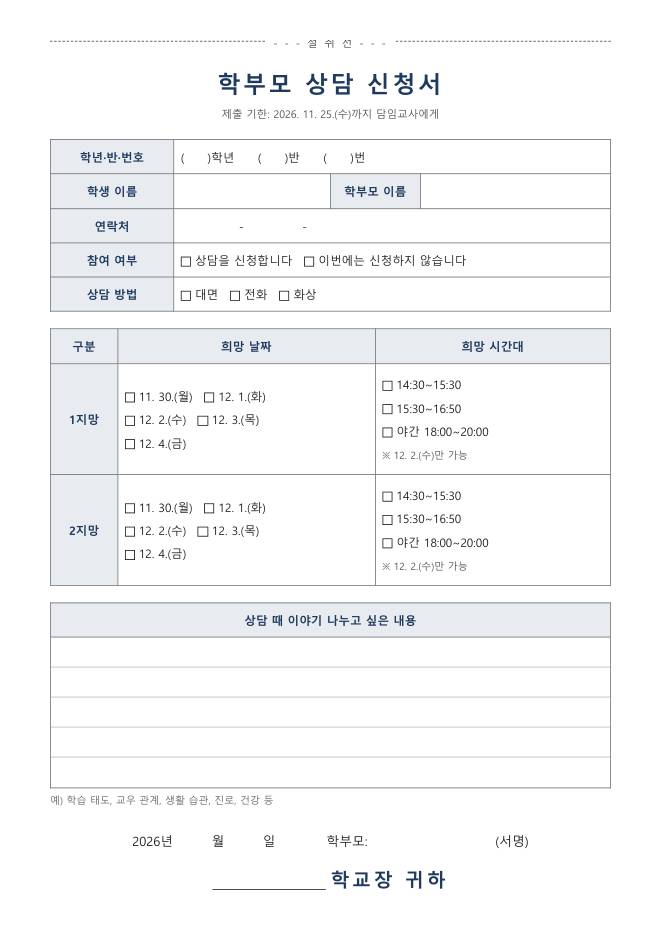 - - - 절 취 선 - - -
학부모 상담 신청서
제출 기한: 2026. 11. 25.(수)까지 담임교사에게
학년·반·번호 ( )학년 ( )반 ( )번
학생 이름 학부모 이름
연락처 - -
참여 여부 □ 상담을 신청합니다 □ 이번에는 신청하지 않습니다
상담 방법 □ 대면 □ 전화 □ 화상
구분 희망 날짜 희망 시간대
1지망
□ 11. 30.(월) □ 12. 1.(화)
□ 12. 2.(수) □ 12. 3.(목)
□ 12. 4.(금)
□ 14:30~15:30
□ 15:30~16:50
□ 야간 18:00~20:00
※ 12. 2.(수)만 가능
2지망
□ 11. 30.(월) □ 12. 1.(화)
□ 12. 2.(수) □ 12. 3.(목)
□ 12. 4.(금)
□ 14:30~15:30
□ 15:30~16:50
□ 야간 18:00~20:00
※ 12. 2.(수)만 가능
상담 때 이야기 나누고 싶은 내용
예) 학습 태도, 교우 관계, 생활 습관, 진로, 건강 등
2026년 월 일 학부모: (서명)
학교장 귀하